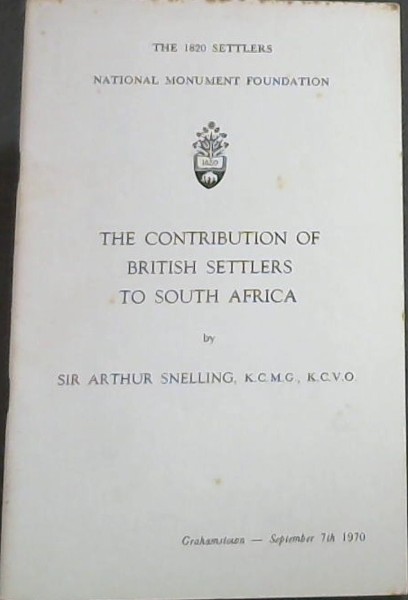 THE 1820 SETTLERS
NATIONAL MONUMENT FOUNDATION
1820
THE CONTRIBUTION OF
BRITISH SETTLERS
TO SOUTH AFRICA
by
SIR ARTHUR SNELLING, K.C.M.G., K.C.V.O.
Grahamstown — September 7th 1970